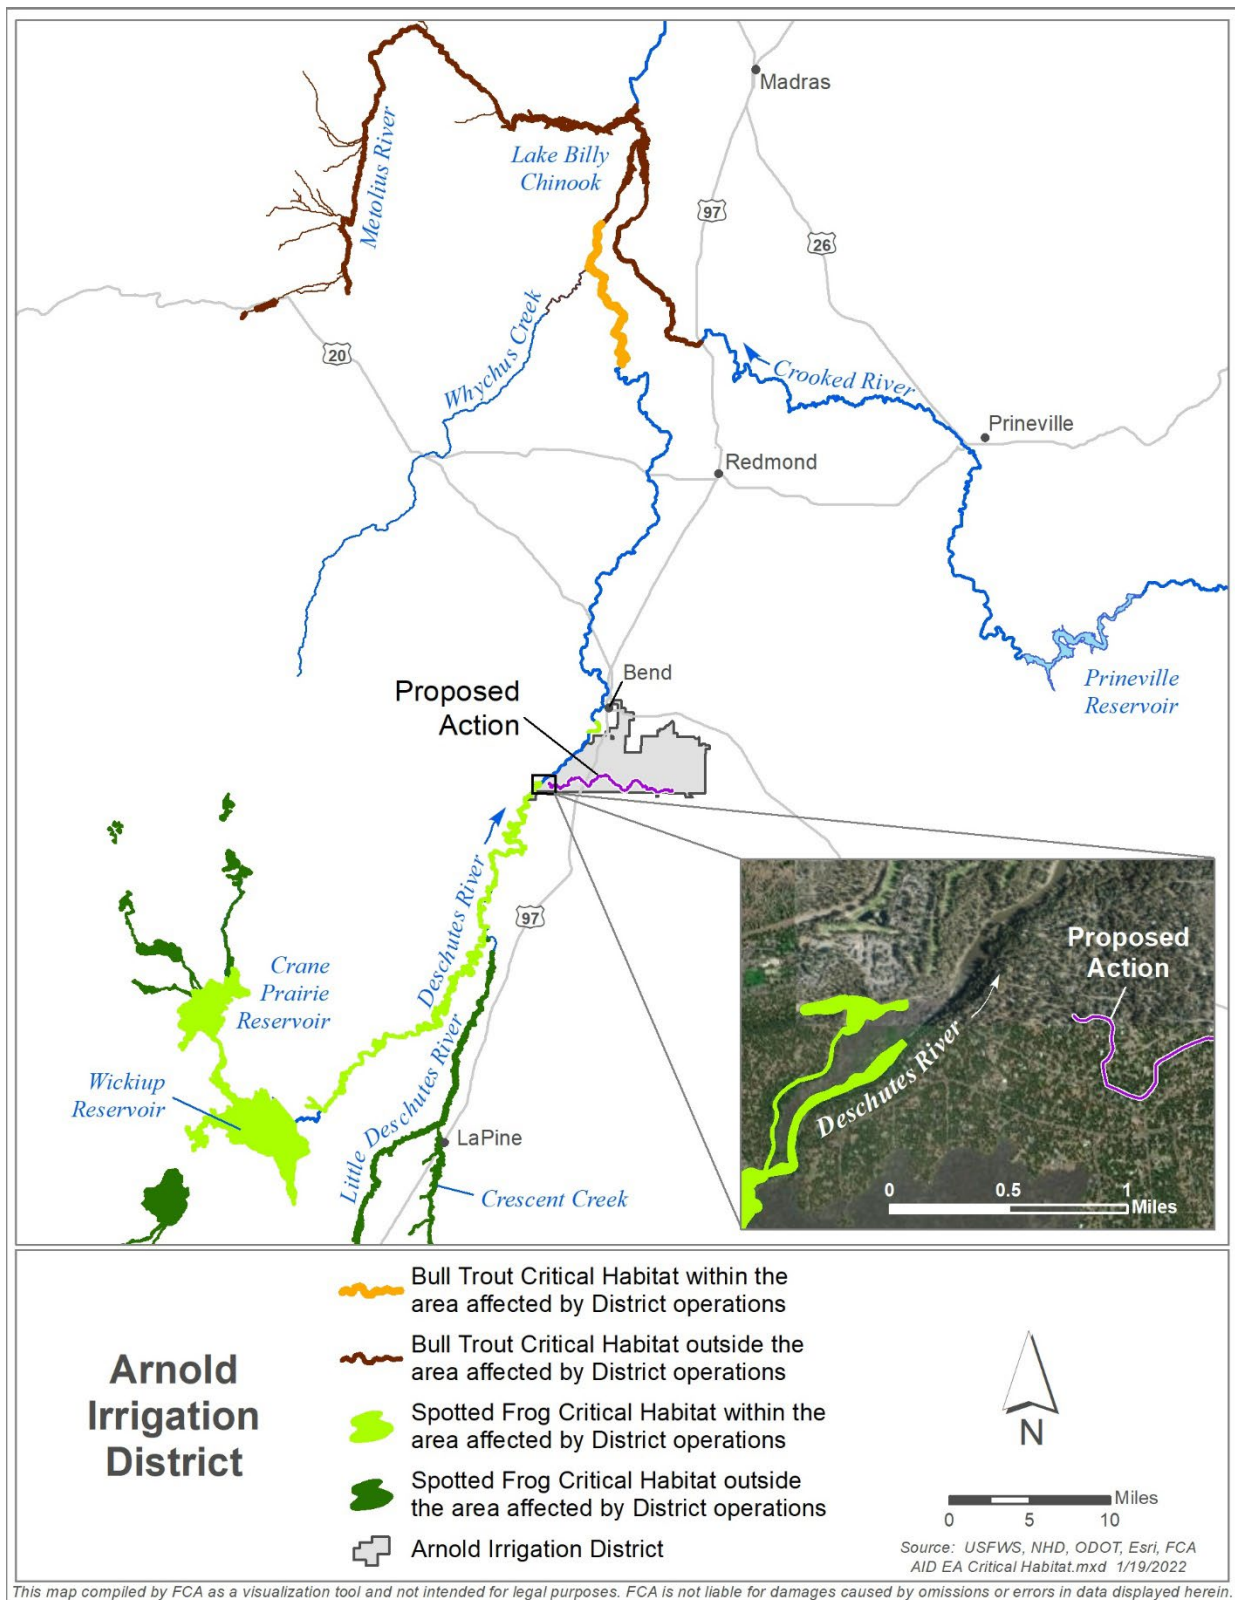 Madras
Metolius River
Lake Billy
Chinook
97
26
20
Whychus Creek
Crooked River
Prineville
Redmond
Prineville
Reservoir
Bend
Proposed
Action
Deschutes River
97
Crane
Prairie
Reservoir
Wickiup
Reservoir
Little Deschutes River
LaPine
Crescent Creek
Proposed
Action
Deschutes River
0 0.5 1
Miles
Arnold
Irrigation
District
Bull Trout Critical Habitat within the
area affected by District operations
Bull Trout Critical Habitat outside the
area affected by District operations
Spotted Frog Critical Habitat within the
area affected by District operations
Spotted Frog Critical Habitat outside
the area affected by District operations
Arnold Irrigation District
N
Miles
0 10
Source: USFWS, NHD, ODOT, Esri, FCA
AID EA Critical Habitat.mxd 1/19/2022
This map compiled by FCA as a visualization tool and not intended for legal purposes. FCA is not liable for damages caused by omissions or errors in data displayed herein.